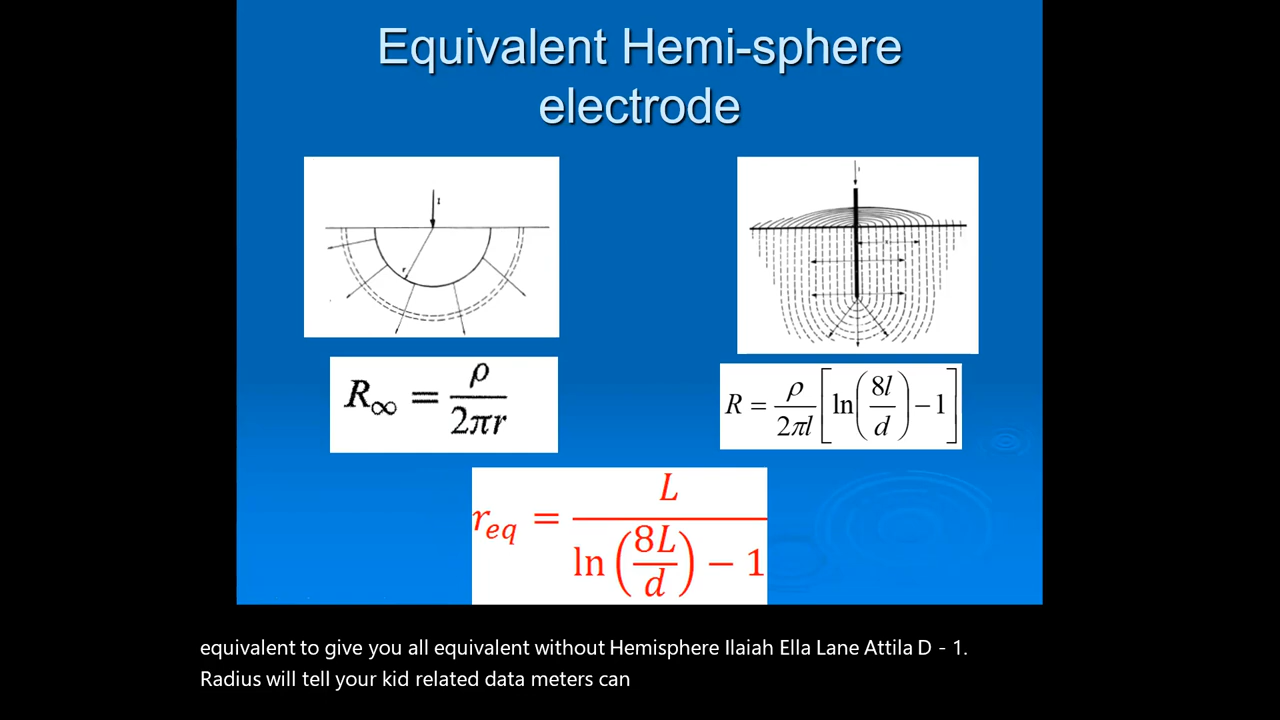 Equivalent Hemi-sphere
electrode
I
r
R∞ = ρ / 2πr
R = ρ / 2πl [ln(8l / d) − 1]
r_eq = L / ln(8L / d) − 1
equivalent to give you all equivalent without Hemisphere Ilaiah Ella Lane Attila D - 1.
Radius will tell your kid related data meters can